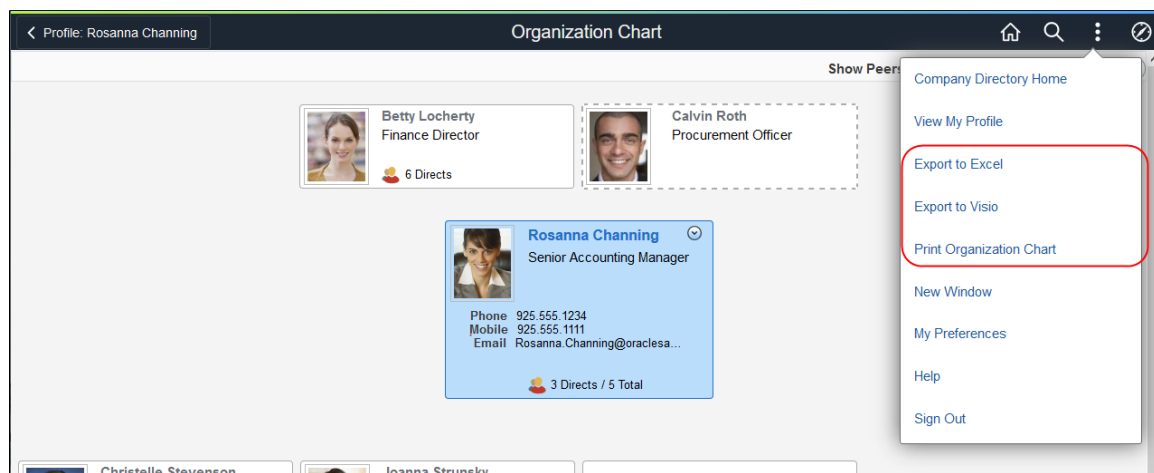 Profile: Rosanna Channing
Organization Chart
Show Peers
Company Directory Home
View My Profile
Export to Excel
Export to Visio
Print Organization Chart
New Window
My Preferences
Help
Sign Out
Betty Locherty
Finance Director
6 Directs
Calvin Roth
Procurement Officer
Rosanna Channing
Senior Accounting Manager
Phone 925.555.1234
Mobile 925.555.1111
Email Rosanna.Channing@oraclesa...
3 Directs / 5 Total
Christelle Stevenson
Joanna Strunsky